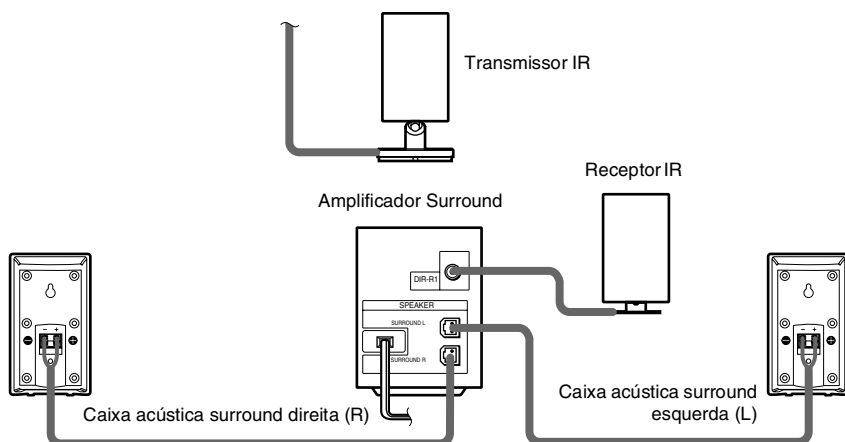 Transmissor IR
Receptor IR
Amplificador Surround
DIR-R1
SPEAKER
SURROUND L
SURROUND R
Caixa acústica surround direita (R)
Caixa acústica surround
esquerda (L)